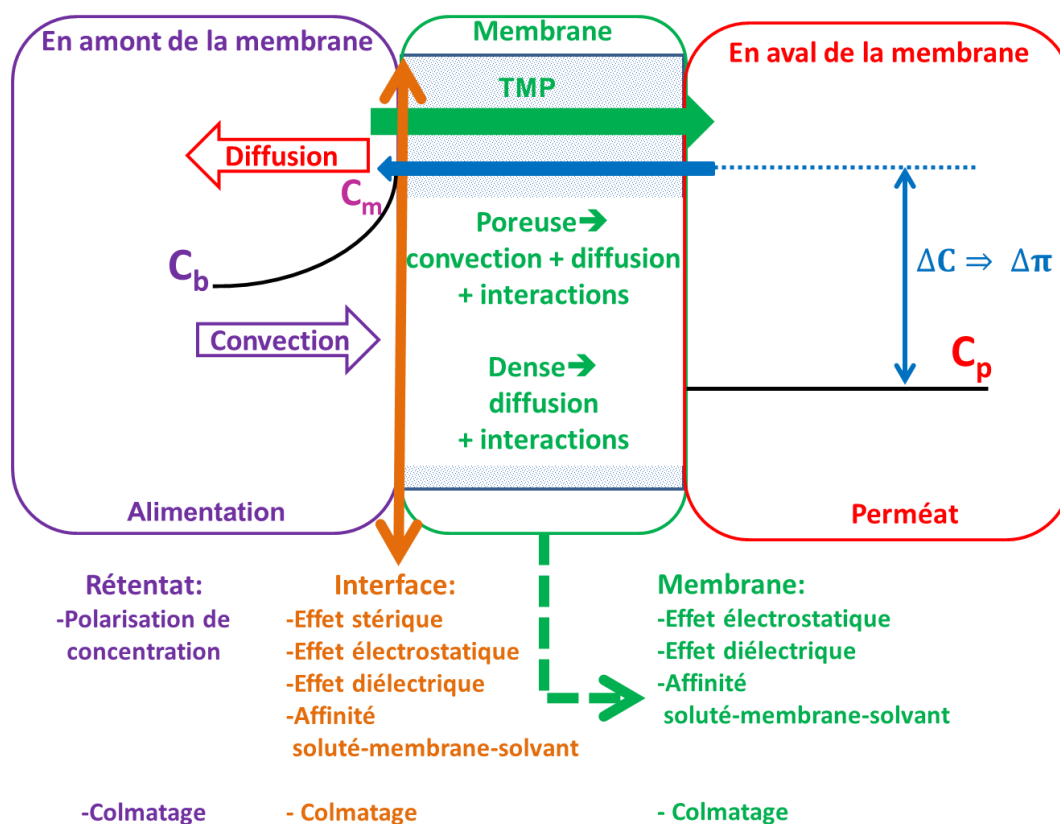 En amont de la membrane
Membrane
En aval de la membrane
TMP
Diffusion
Cm
Cb
Convection
Poreuse➔
convection + diffusion
+ interactions
Dense➔
diffusion
+ interactions
ΔC ⇒ Δπ
Cp
Alimentation
Perméat
Rétentat:
-Polarisation de
concentration
-Colmatage
Interface:
-Effet stérique
-Effet électrostatique
-Effet diélectrique
-Affinité
soluté-membrane-solvant
- Colmatage
Membrane:
-Effet électrostatique
-Effet diélectrique
-Affinité
soluté-membrane-solvant
- Colmatage